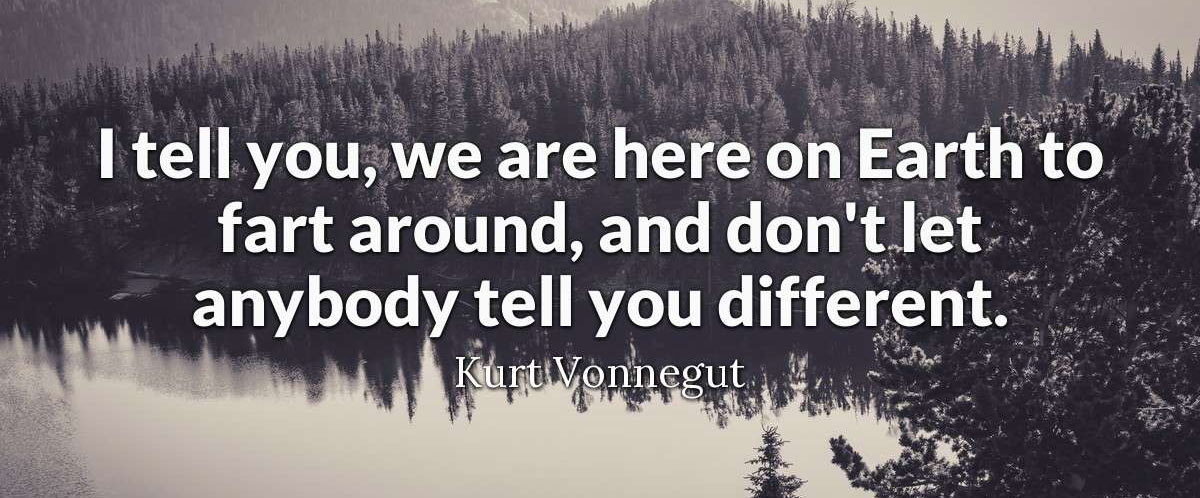 I tell you, we are here on Earth to
fart around, and don't let
anybody tell you different.
Kurt Vonnegut